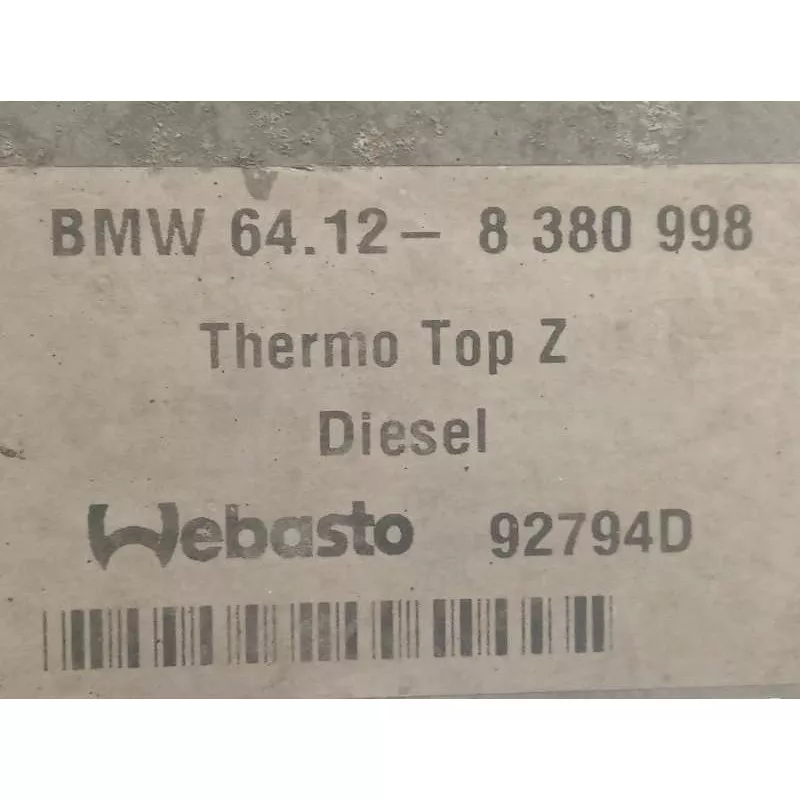 BMW 64.12- 8 380 998
Thermo Top Z
Diesel
Webasto 92794D